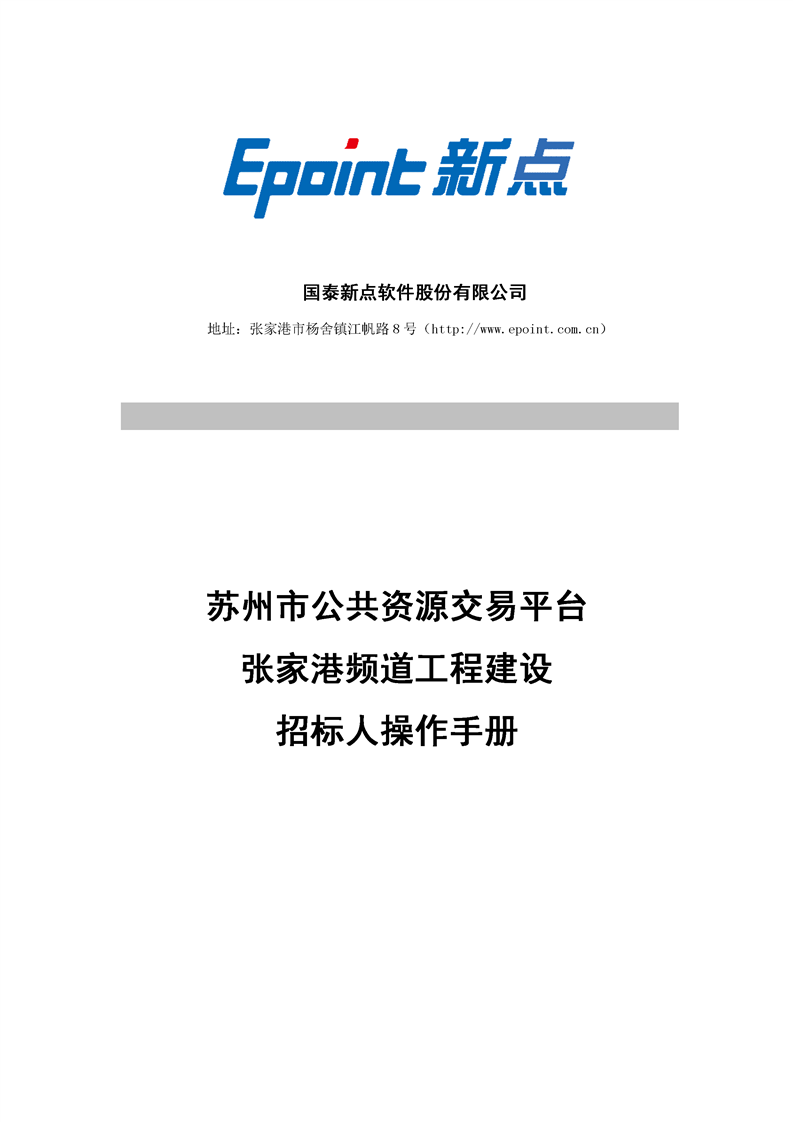 Epoint 新点
国泰新点软件股份有限公司
地址：张家港市杨舍镇江帆路8号（http://www.epoint.com.cn）
苏州市公共资源交易平台
张家港频道工程建设
招标人操作手册